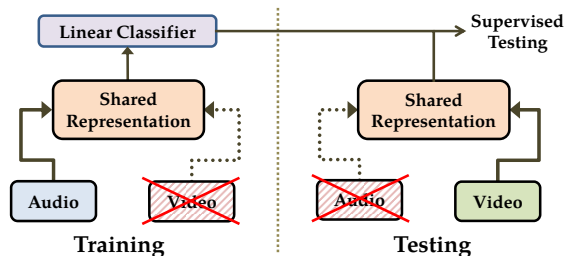 Linear Classifier
Supervised
Testing
Shared
Representation
Shared
Representation
Audio
Video
Audio
Video
Training
Testing